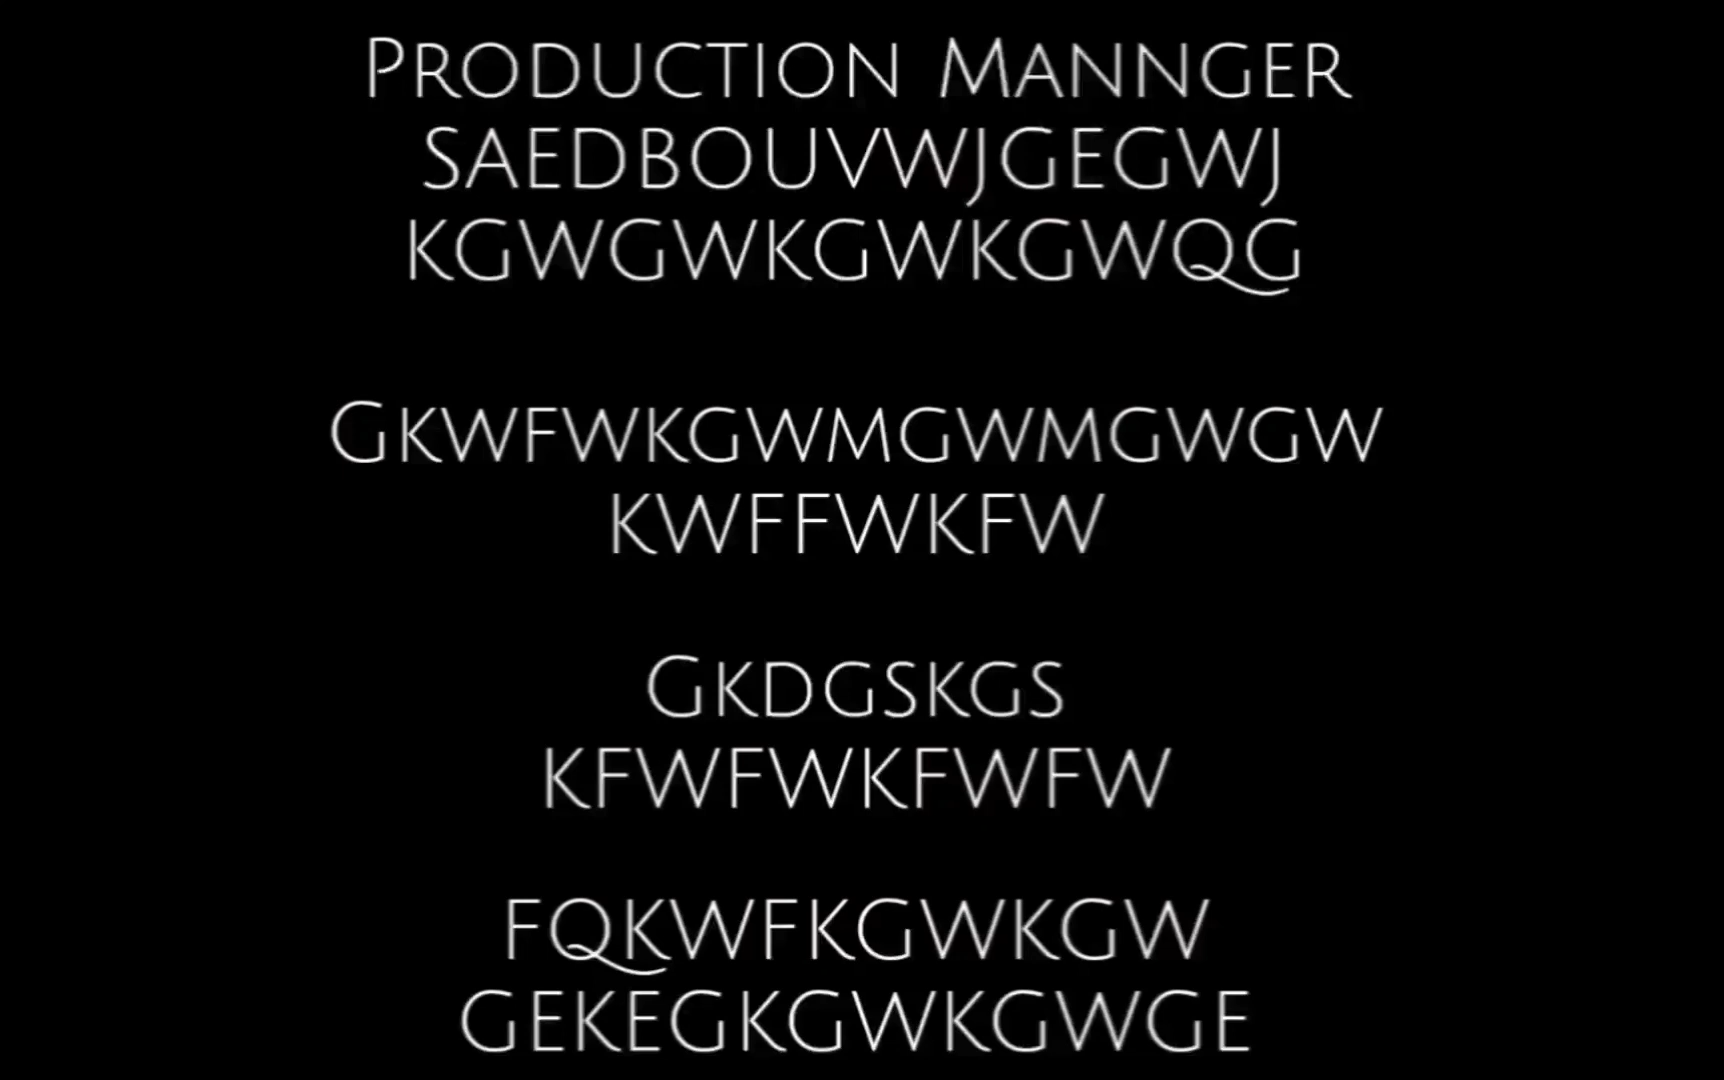 Production Mannger
SAEDBOUVWJGEGWJ
KGWGWKGWKGWQG
Gkwfwkgwmgwmgwgw
KWFFWKFW
Gkdgskgs
KFWFWKFWFW
FQKWFKGWKGW
GEKEGKGWKGWGE